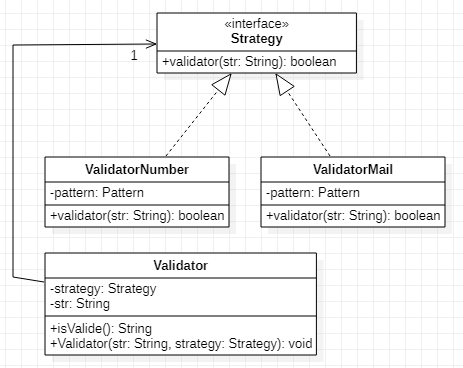 «interface»
Strategy
+validator(str: String): boolean
1
ValidatorNumber
-pattern: Pattern
+validator(str: String): boolean
ValidatorMail
-pattern: Pattern
+validator(str: String): boolean
Validator
-strategy: Strategy
-str: String
+isValide(): String
+Validator(str: String, strategy: Strategy): void